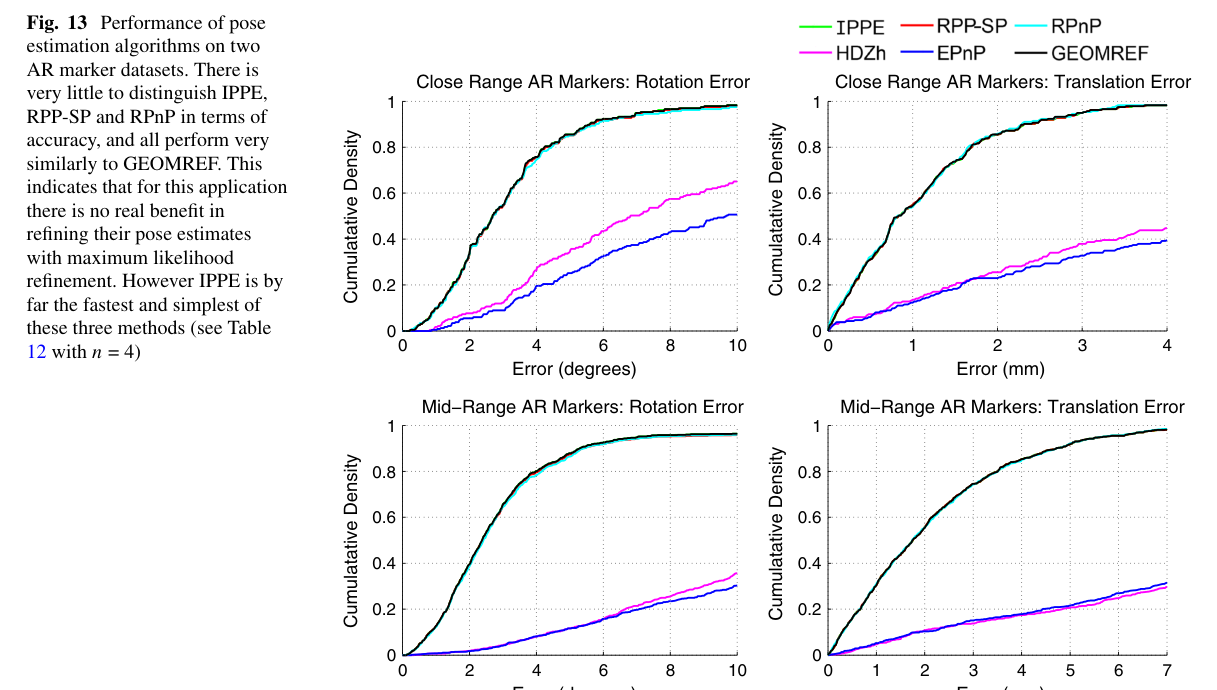 Fig. 13 Performance of pose
estimation algorithms on two
AR marker datasets. There is
very little to distinguish IPPE,
RPP-SP and RPnP in terms of
accuracy, and all perform very
similarly to GEOMREF. This
indicates that for this application
there is no real benefit in
refining their pose estimates
with maximum likelihood
refinement. However IPPE is by
far the fastest and simplest of
these three methods (see Table
12 with n = 4)
IPPE RPP-SP RPnP
HDZh EPnP GEOMREF
Close Range AR Markers: Rotation Error
Cumulatative Density
1
0.8
0.6
0.4
0.2
0
0 2 4 6 8 10
Error (degrees)
Close Range AR Markers: Translation Error
Cumulatative Density
1
0.8
0.6
0.4
0.2
0
0 1 2 3 4
Error (mm)
Mid−Range AR Markers: Rotation Error
Cumulatative Density
1
0.8
0.6
0.4
0.2
0
0 2 4 6 8 10
Mid−Range AR Markers: Translation Error
Cumulatative Density
1
0.8
0.6
0.4
0.2
0
0 1 2 3 4 5 6 7